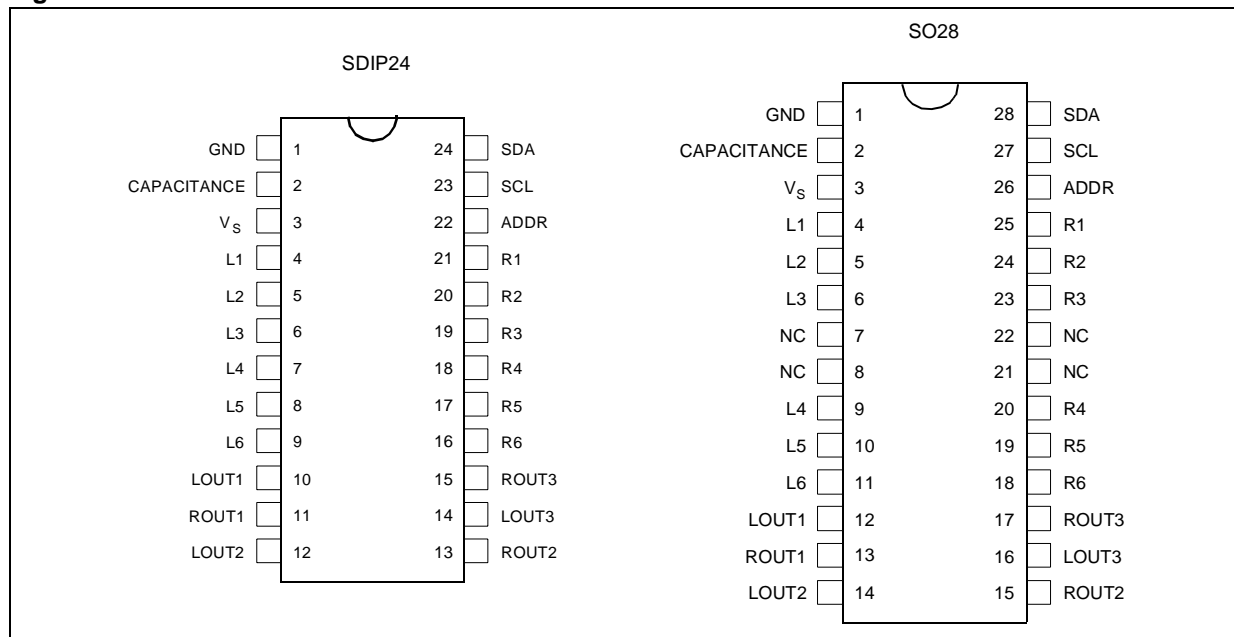 SDIP24
GND 1 24 SDA
CAPACITANCE 2 23 SCL
VS 3 22 ADDR
L1 4 21 R1
L2 5 20 R2
L3 6 19 R3
L4 7 18 R4
L5 8 17 R5
L6 9 16 R6
LOUT1 10 15 ROUT3
ROUT1 11 14 LOUT3
LOUT2 12 13 ROUT2
SO28
GND 1 28 SDA
CAPACITANCE 2 27 SCL
VS 3 26 ADDR
L1 4 25 R1
L2 5 24 R2
L3 6 23 R3
NC 7 22 NC
NC 8 21 NC
L4 9 20 R4
L5 10 19 R5
L6 11 18 R6
LOUT1 12 17 ROUT3
ROUT1 13 16 LOUT3
LOUT2 14 15 ROUT2